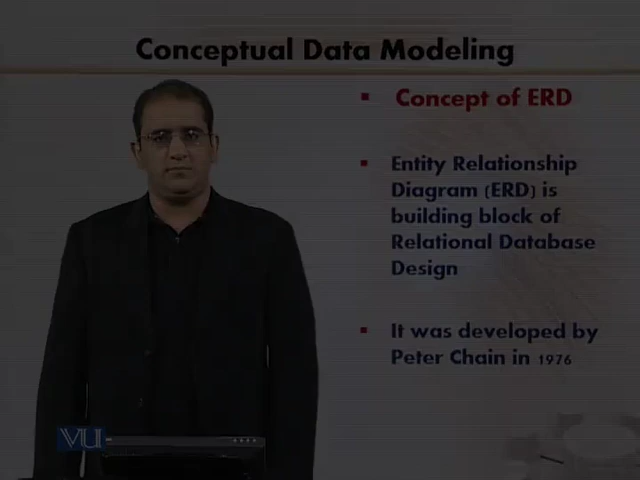 Conceptual Data Modeling
Concept of ERD
Entity Relationship
Diagram (ERD) is
building block of
Relational Database
Design
It was developed by
Peter Chain in 1976
VU